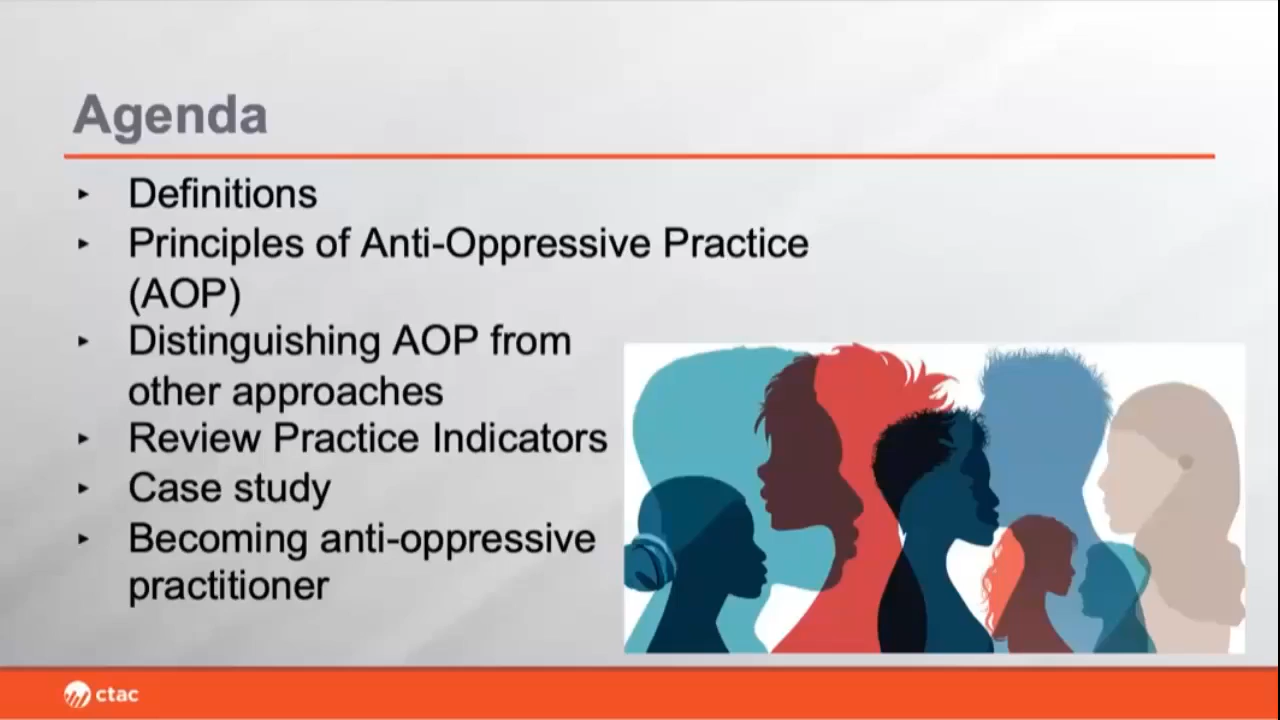 Agenda
‣ Definitions
‣ Principles of Anti-Oppressive Practice
(AOP)
‣ Distinguishing AOP from
other approaches
‣ Review Practice Indicators
‣ Case study
‣ Becoming anti-oppressive
practitioner
ctac